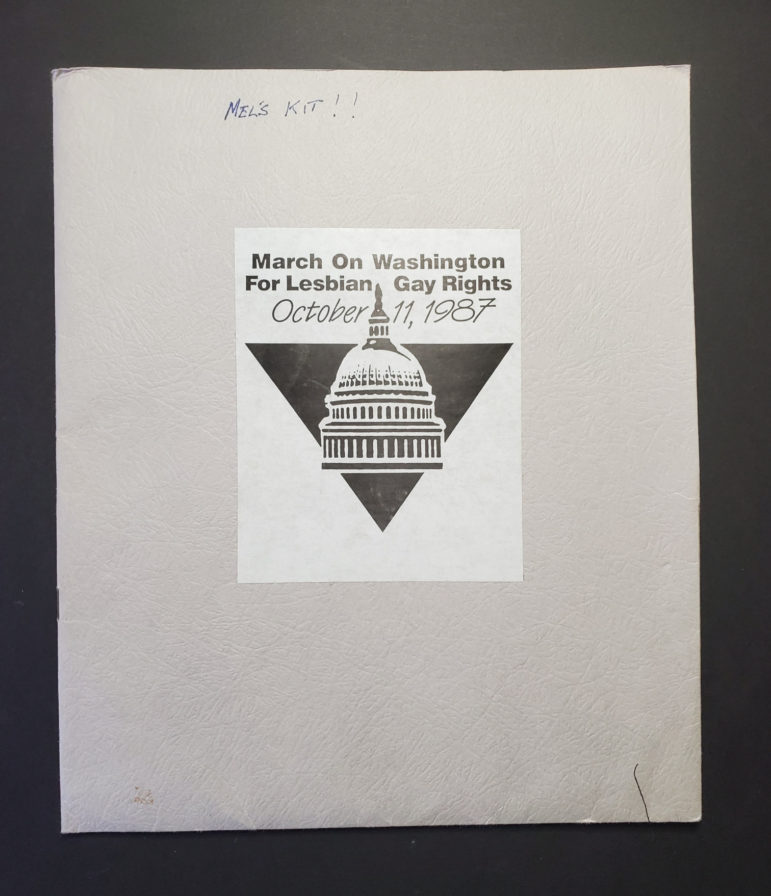 MEL'S KIT!!
March On Washington
For Lesbian Gay Rights
October 11, 1987